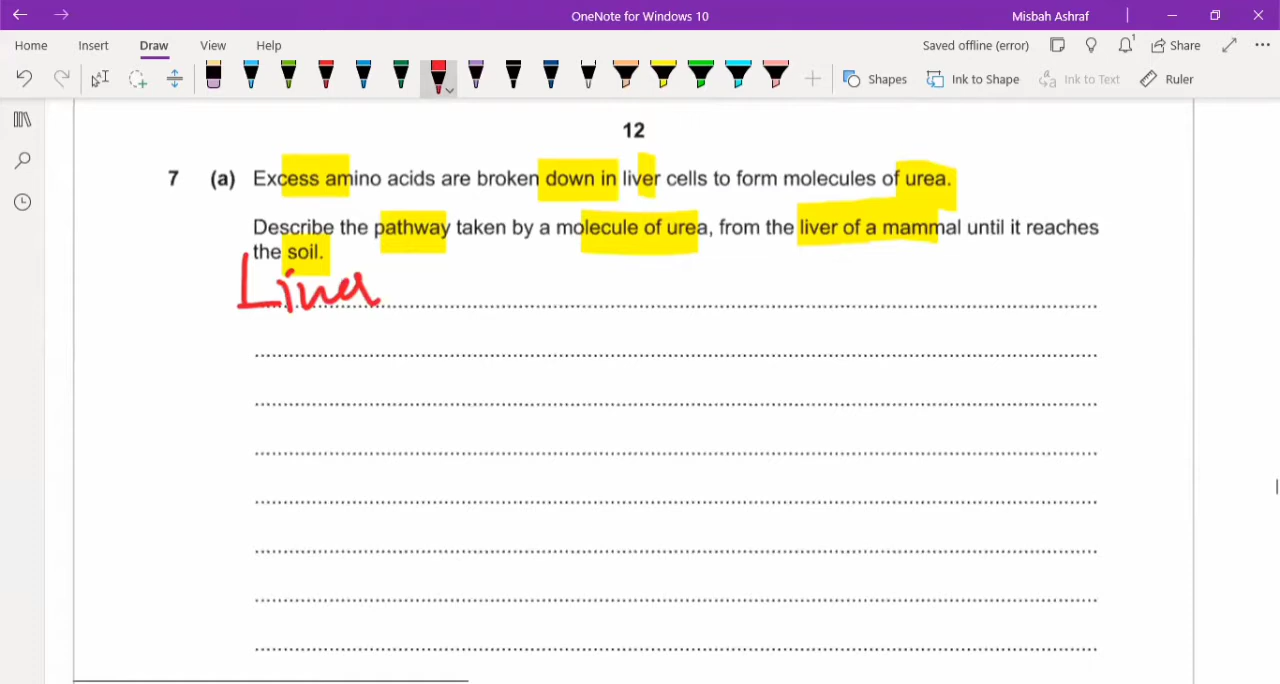 OneNote for Windows 10
Misbah Ashraf
Home Insert Draw View Help
Saved offline (error) 1 Share
Shapes Ink to Shape Ink to Text Ruler
12
7 (a) Excess amino acids are broken down in liver cells to form molecules of urea.
Describe the pathway taken by a molecule of urea, from the liver of a mammal until it reaches
the soil.
Liver